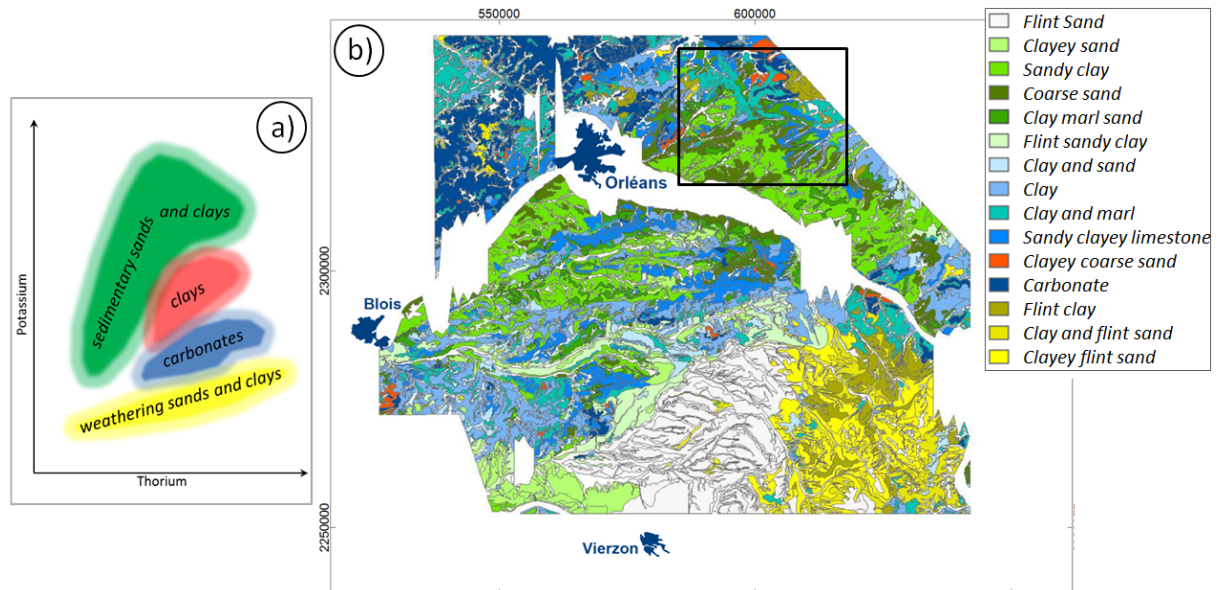 a)
sedimentary sands
and clays
clays
carbonates
weathering sands and clays
Potassium
Thorium
b)
550000
600000
2300000
2250000
Orléans
Blois
Vierzon
Flint Sand
Clayey sand
Sandy clay
Coarse sand
Clay marl sand
Flint sandy clay
Clay and sand
Clay
Clay and marl
Sandy clayey limestone
Clayey coarse sand
Carbonate
Flint clay
Clay and flint sand
Clayey flint sand